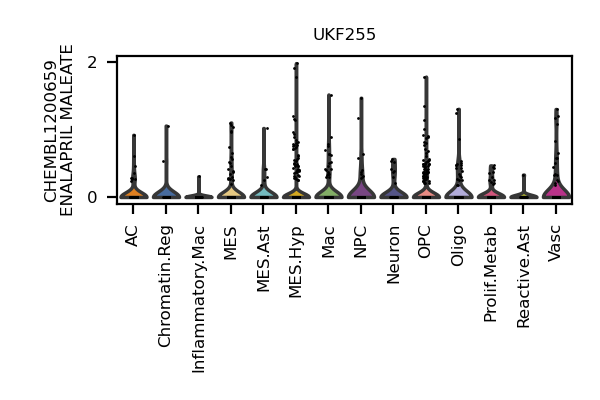 UKF255
CHEMBL1200659
ENALAPRIL MALEATE
2
0
AC
Chromatin.Reg
Inflammatory.Mac
MES
MES.Ast
MES.Hyp
Mac
NPC
Neuron
OPC
Oligo
Prolif.Metab
Reactive.Ast
Vasc